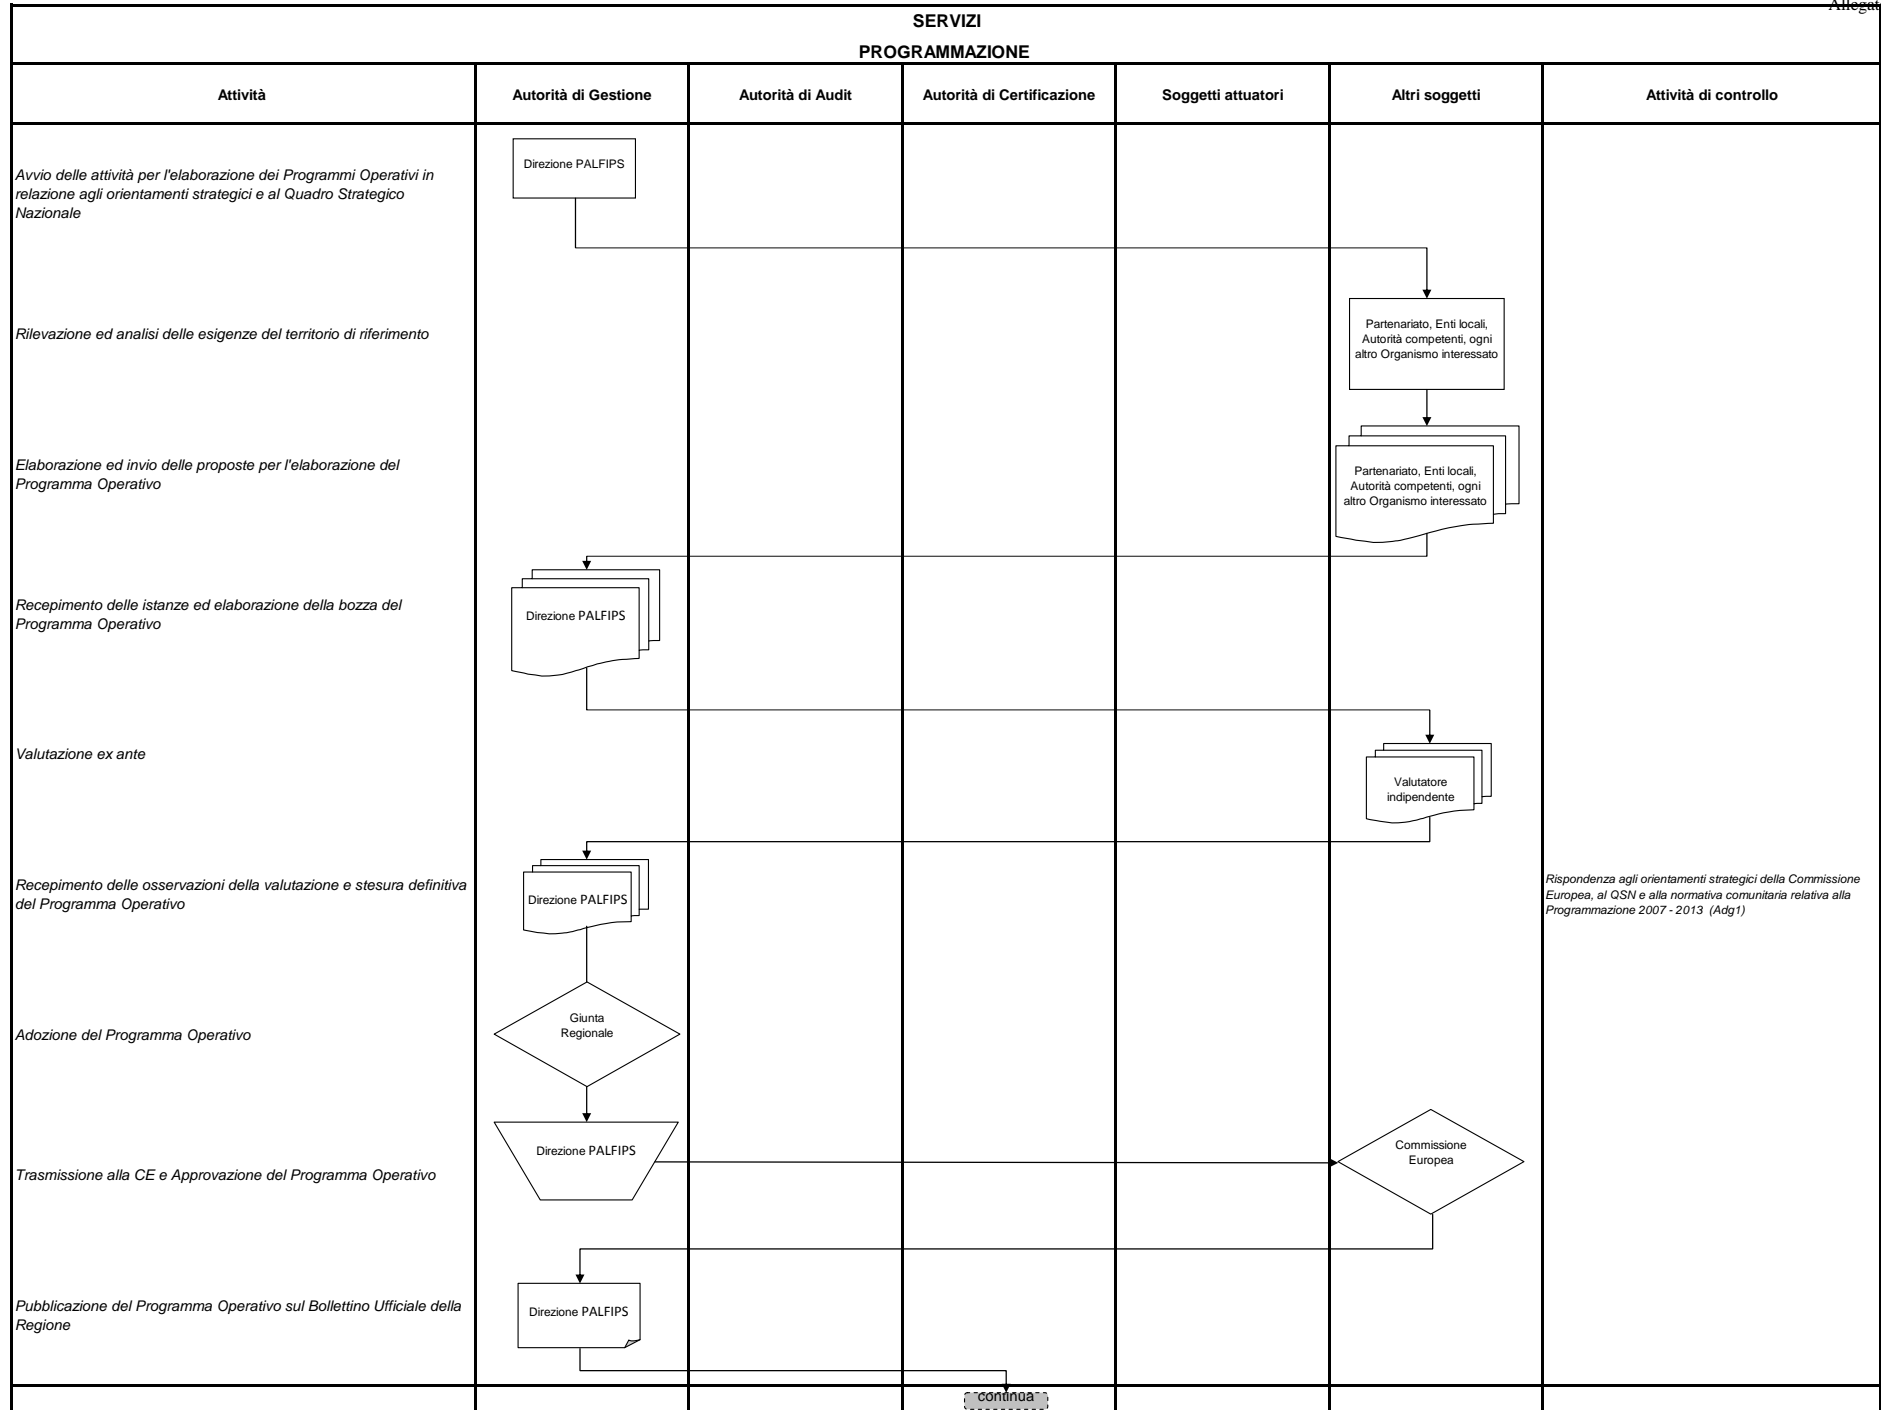 Allegat
SERVIZI
PROGRAMMAZIONE
Attività
Autorità di Gestione
Autorità di Audit
Autorità di Certificazione
Soggetti attuatori
Altri soggetti
Attività di controllo
Direzione PALFIPS
Avvio delle attività per l'elaborazione dei Programmi Operativi in
relazione agli orientamenti strategici e al Quadro Strategico
Nazionale
Rilevazione ed analisi delle esigenze del territorio di riferimento
Partenariato, Enti locali,
Autorità competenti, ogni
altro Organismo interessato
Elaborazione ed invio delle proposte per l'elaborazione del
Programma Operativo
Partenariato, Enti locali,
Autorità competenti, ogni
altro Organismo interessato
Recepimento delle istanze ed elaborazione della bozza del
Programma Operativo
Direzione PALFIPS
Valutazione ex ante
Valutatore
indipendente
Recepimento delle osservazioni della valutazione e stesura definitiva
del Programma Operativo
Direzione PALFIPS
Rispondenza agli orientamenti strategici della Commissione
Europea, al QSN e alla normativa comunitaria relativa alla
Programmazione 2007 - 2013 (Adg1)
Adozione del Programma Operativo
Giunta
Regionale
Trasmissione alla CE e Approvazione del Programma Operativo
Direzione PALFIPS
Commissione
Europea
Pubblicazione del Programma Operativo sul Bollettino Ufficiale della
Regione
Direzione PALFIPS
continua